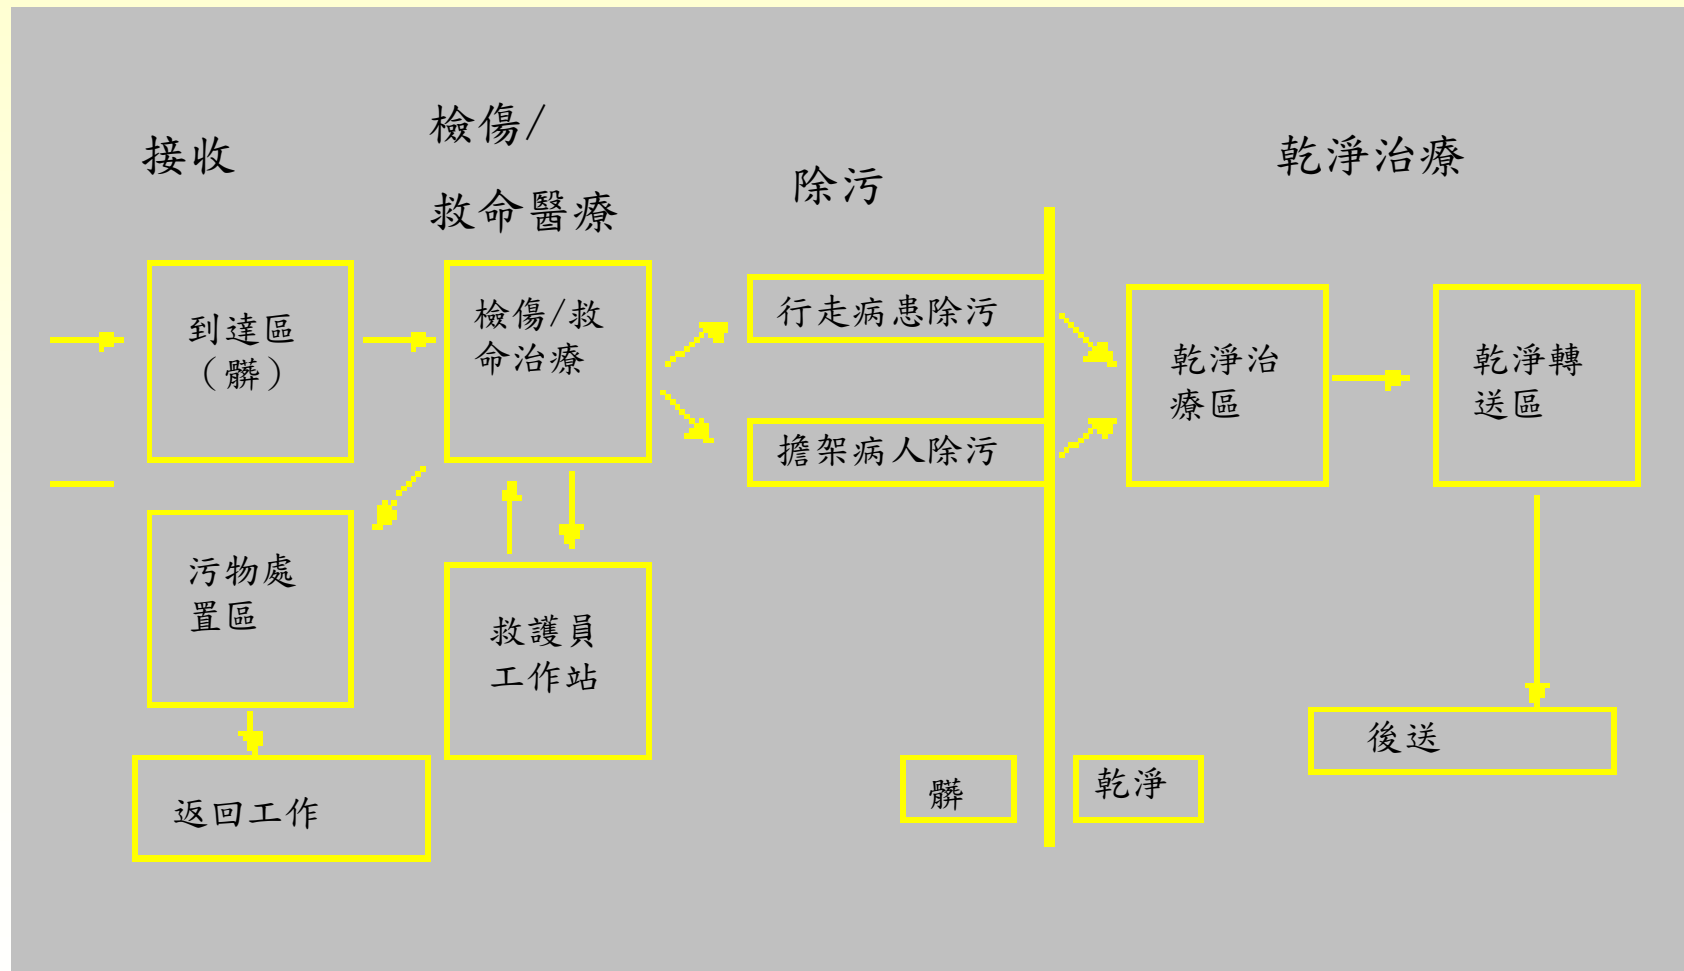 接收
檢傷/
救命醫療
除污
乾淨治療
到達區
（髒）
檢傷/救
命治療
行走病患除污
擔架病人除污
乾淨治
療區
乾淨轉
送區
污物處
置區
救護員
工作站
返回工作
髒
乾淨
後送